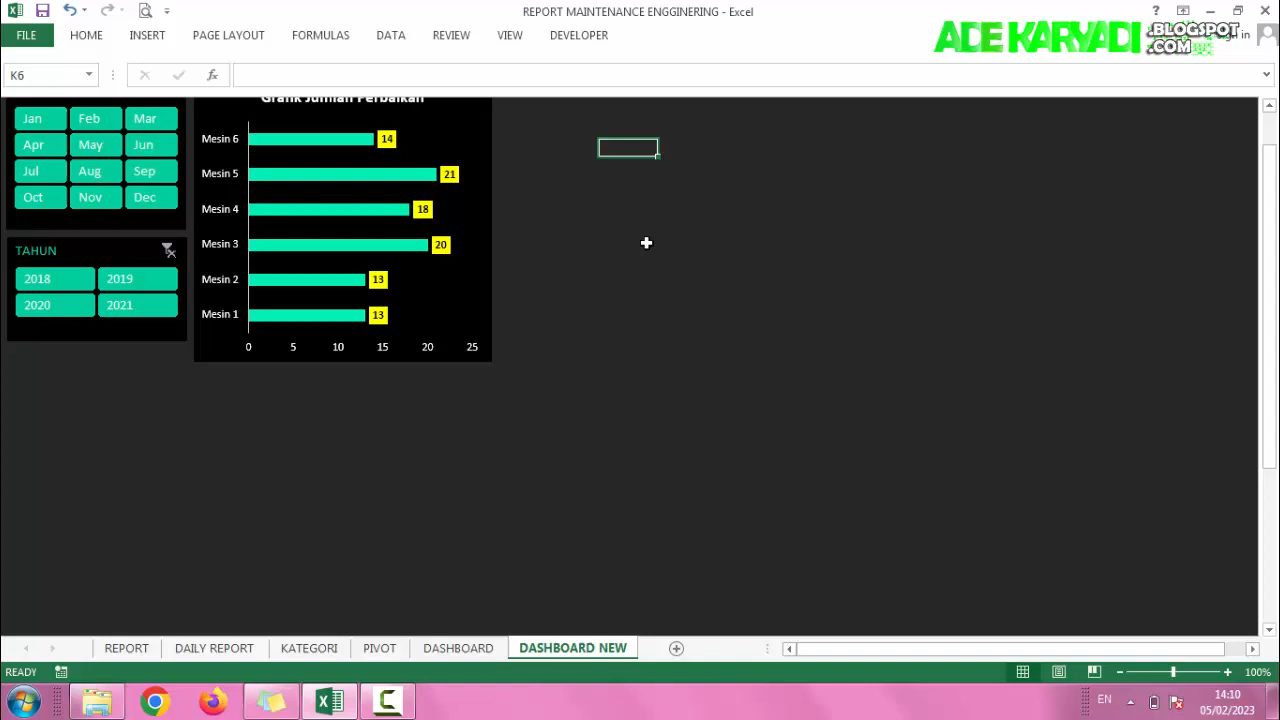 REPORT MAINTENANCE ENGGINERING - Excel
FILE HOME INSERT PAGE LAYOUT FORMULAS DATA REVIEW VIEW DEVELOPER
ADE KARYADI .BLOGSPOT .COM
in
K6
Grafik Jumlah Perbaikan
Jan Feb Mar
Apr May Jun
Jul Aug Sep
Oct Nov Dec
TAHUN
2018 2019
2020 2021
Mesin 6 14
Mesin 5 21
Mesin 4 18
Mesin 3 20
Mesin 2 13
Mesin 1 13
0 5 10 15 20 25
REPORT DAILY REPORT KATEGORI PIVOT DASHBOARD DASHBOARD NEW
READY 100%
EN 14:10
05/02/2023